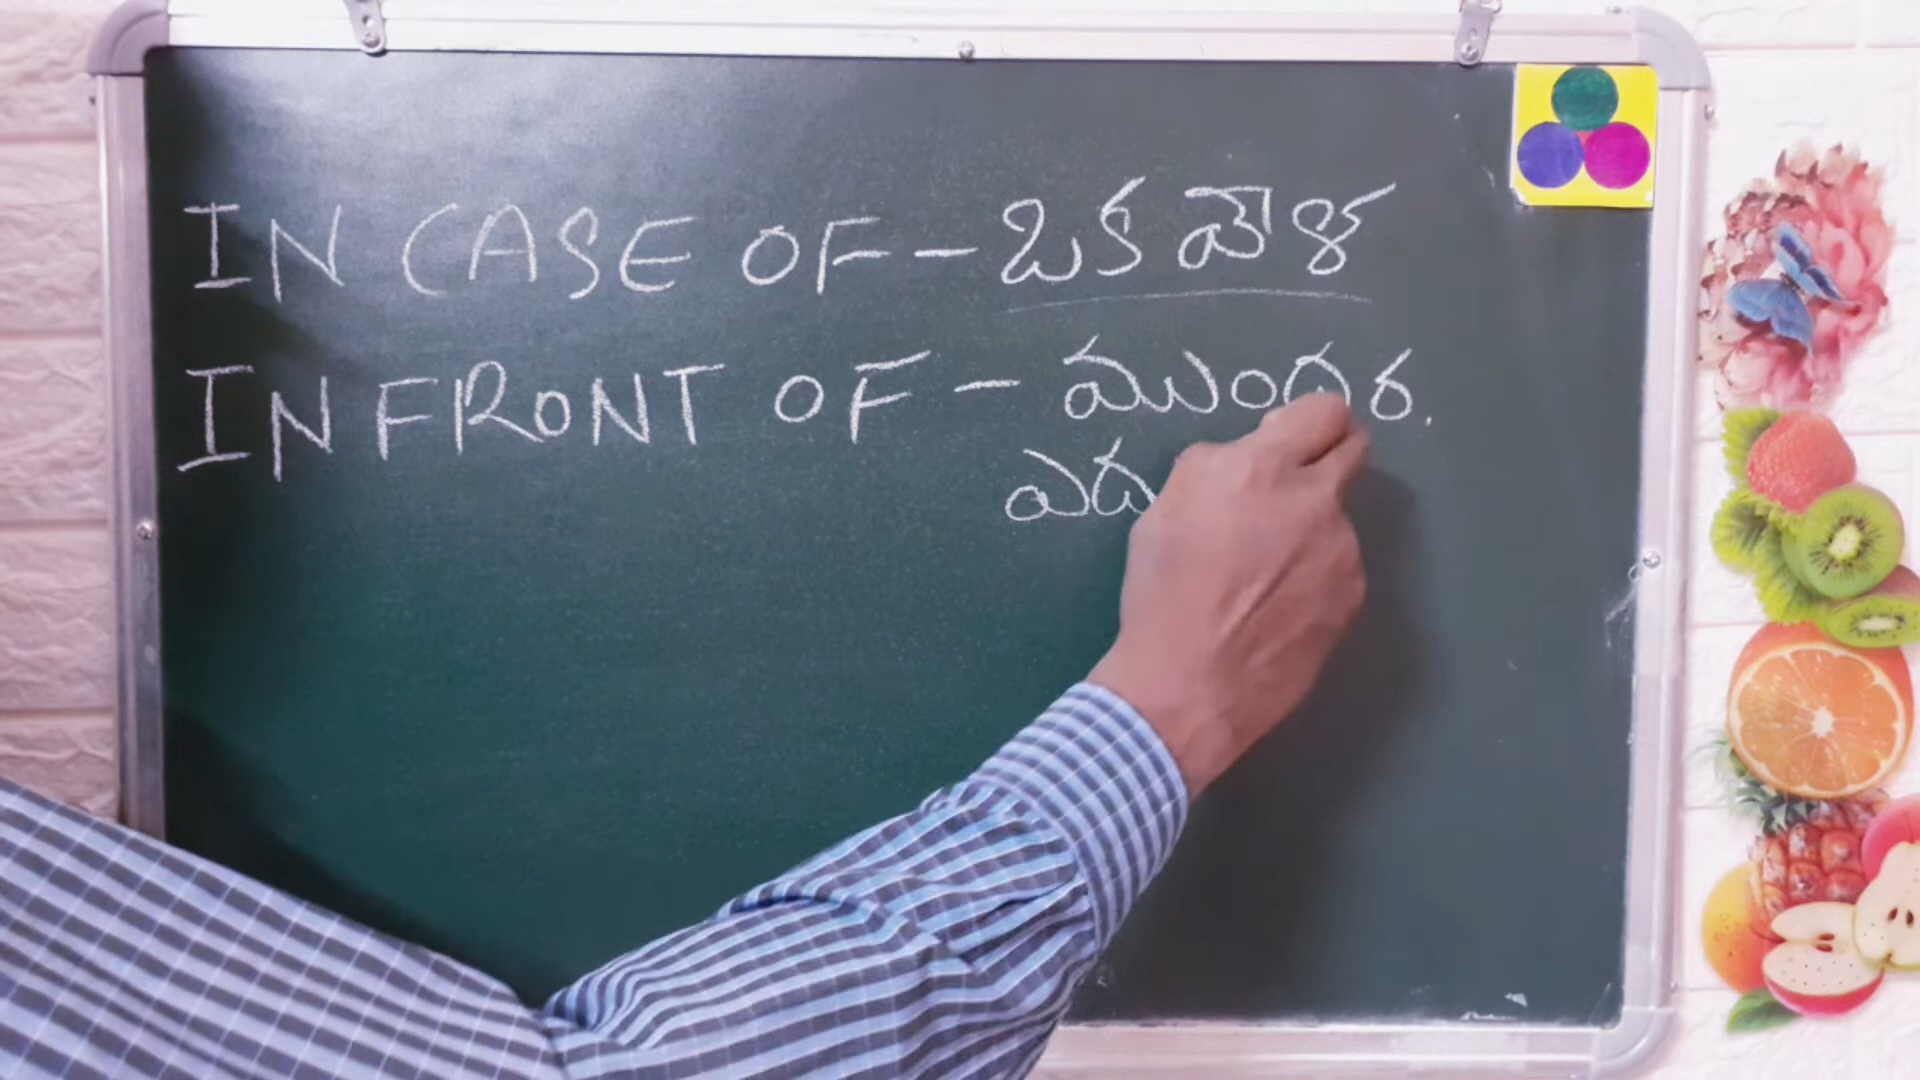 IN CASE OF - ఒకవేళ
IN FRONT OF - ముందర.
ఎదు